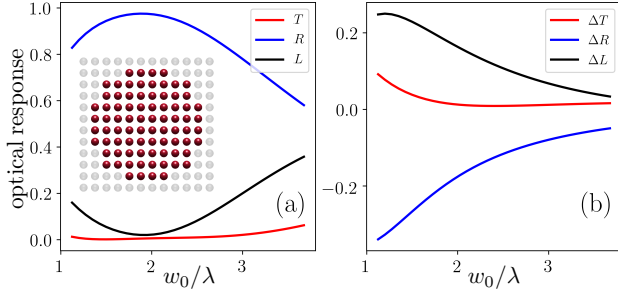 1.0
0.8
0.6
0.4
0.2
0.0
optical response
T
R
L
(a)
1
2
3
w₀/λ
0.2
0.0
−0.2
ΔT
ΔR
ΔL
(b)
1
2
3
w₀/λ